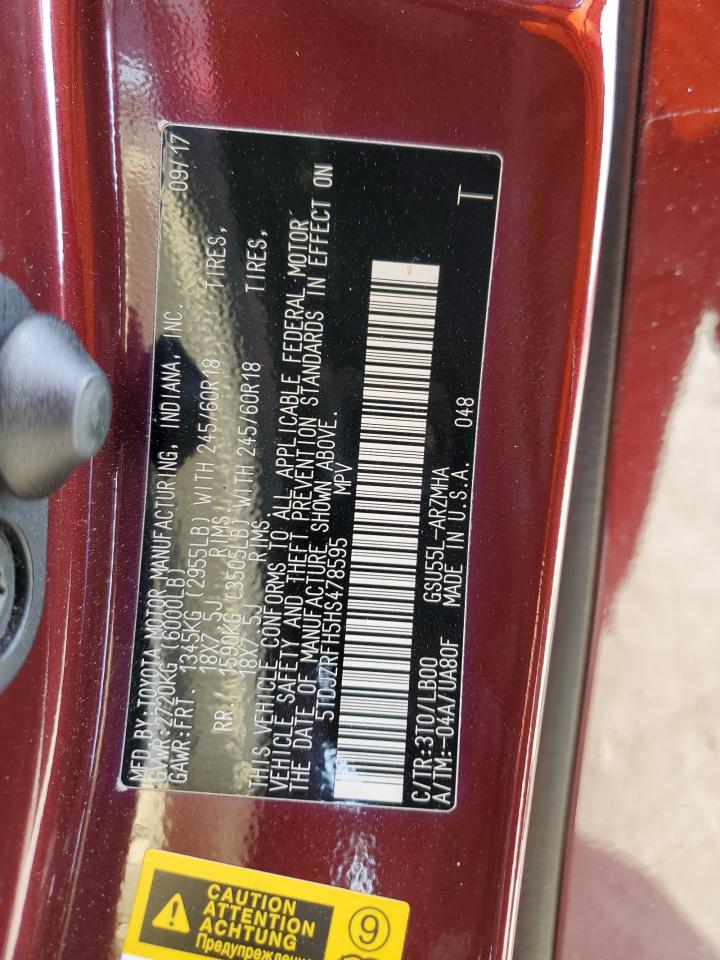 MFD. BY: TOYOTA MOTOR MANUFACTURING, INDIANA, INC. 09/17
GVWR: 2720KG (6000LB)
GAWR: FRT. 1345KG (2955LB) WITH 245/60R18 TIRES,
18X7.5J RIMS
RR. 1590KG (3505LB) WITH 245/60R18 TIRES,
18X7.5J RIMS
THIS VEHICLE CONFORMS TO ALL APPLICABLE FEDERAL MOTOR
VEHICLE SAFETY AND THEFT PREVENTION STANDARDS IN EFFECT ON
THE DATE OF MANUFACTURE SHOWN ABOVE.
MPV
C/TR:310/LB00 GSU55L-ARZMHA 048 T
A/TM:-04A/UA80F MADE IN U.S.A.
CAUTION
ATTENTION
ACHTUNG
Предупреждение
9